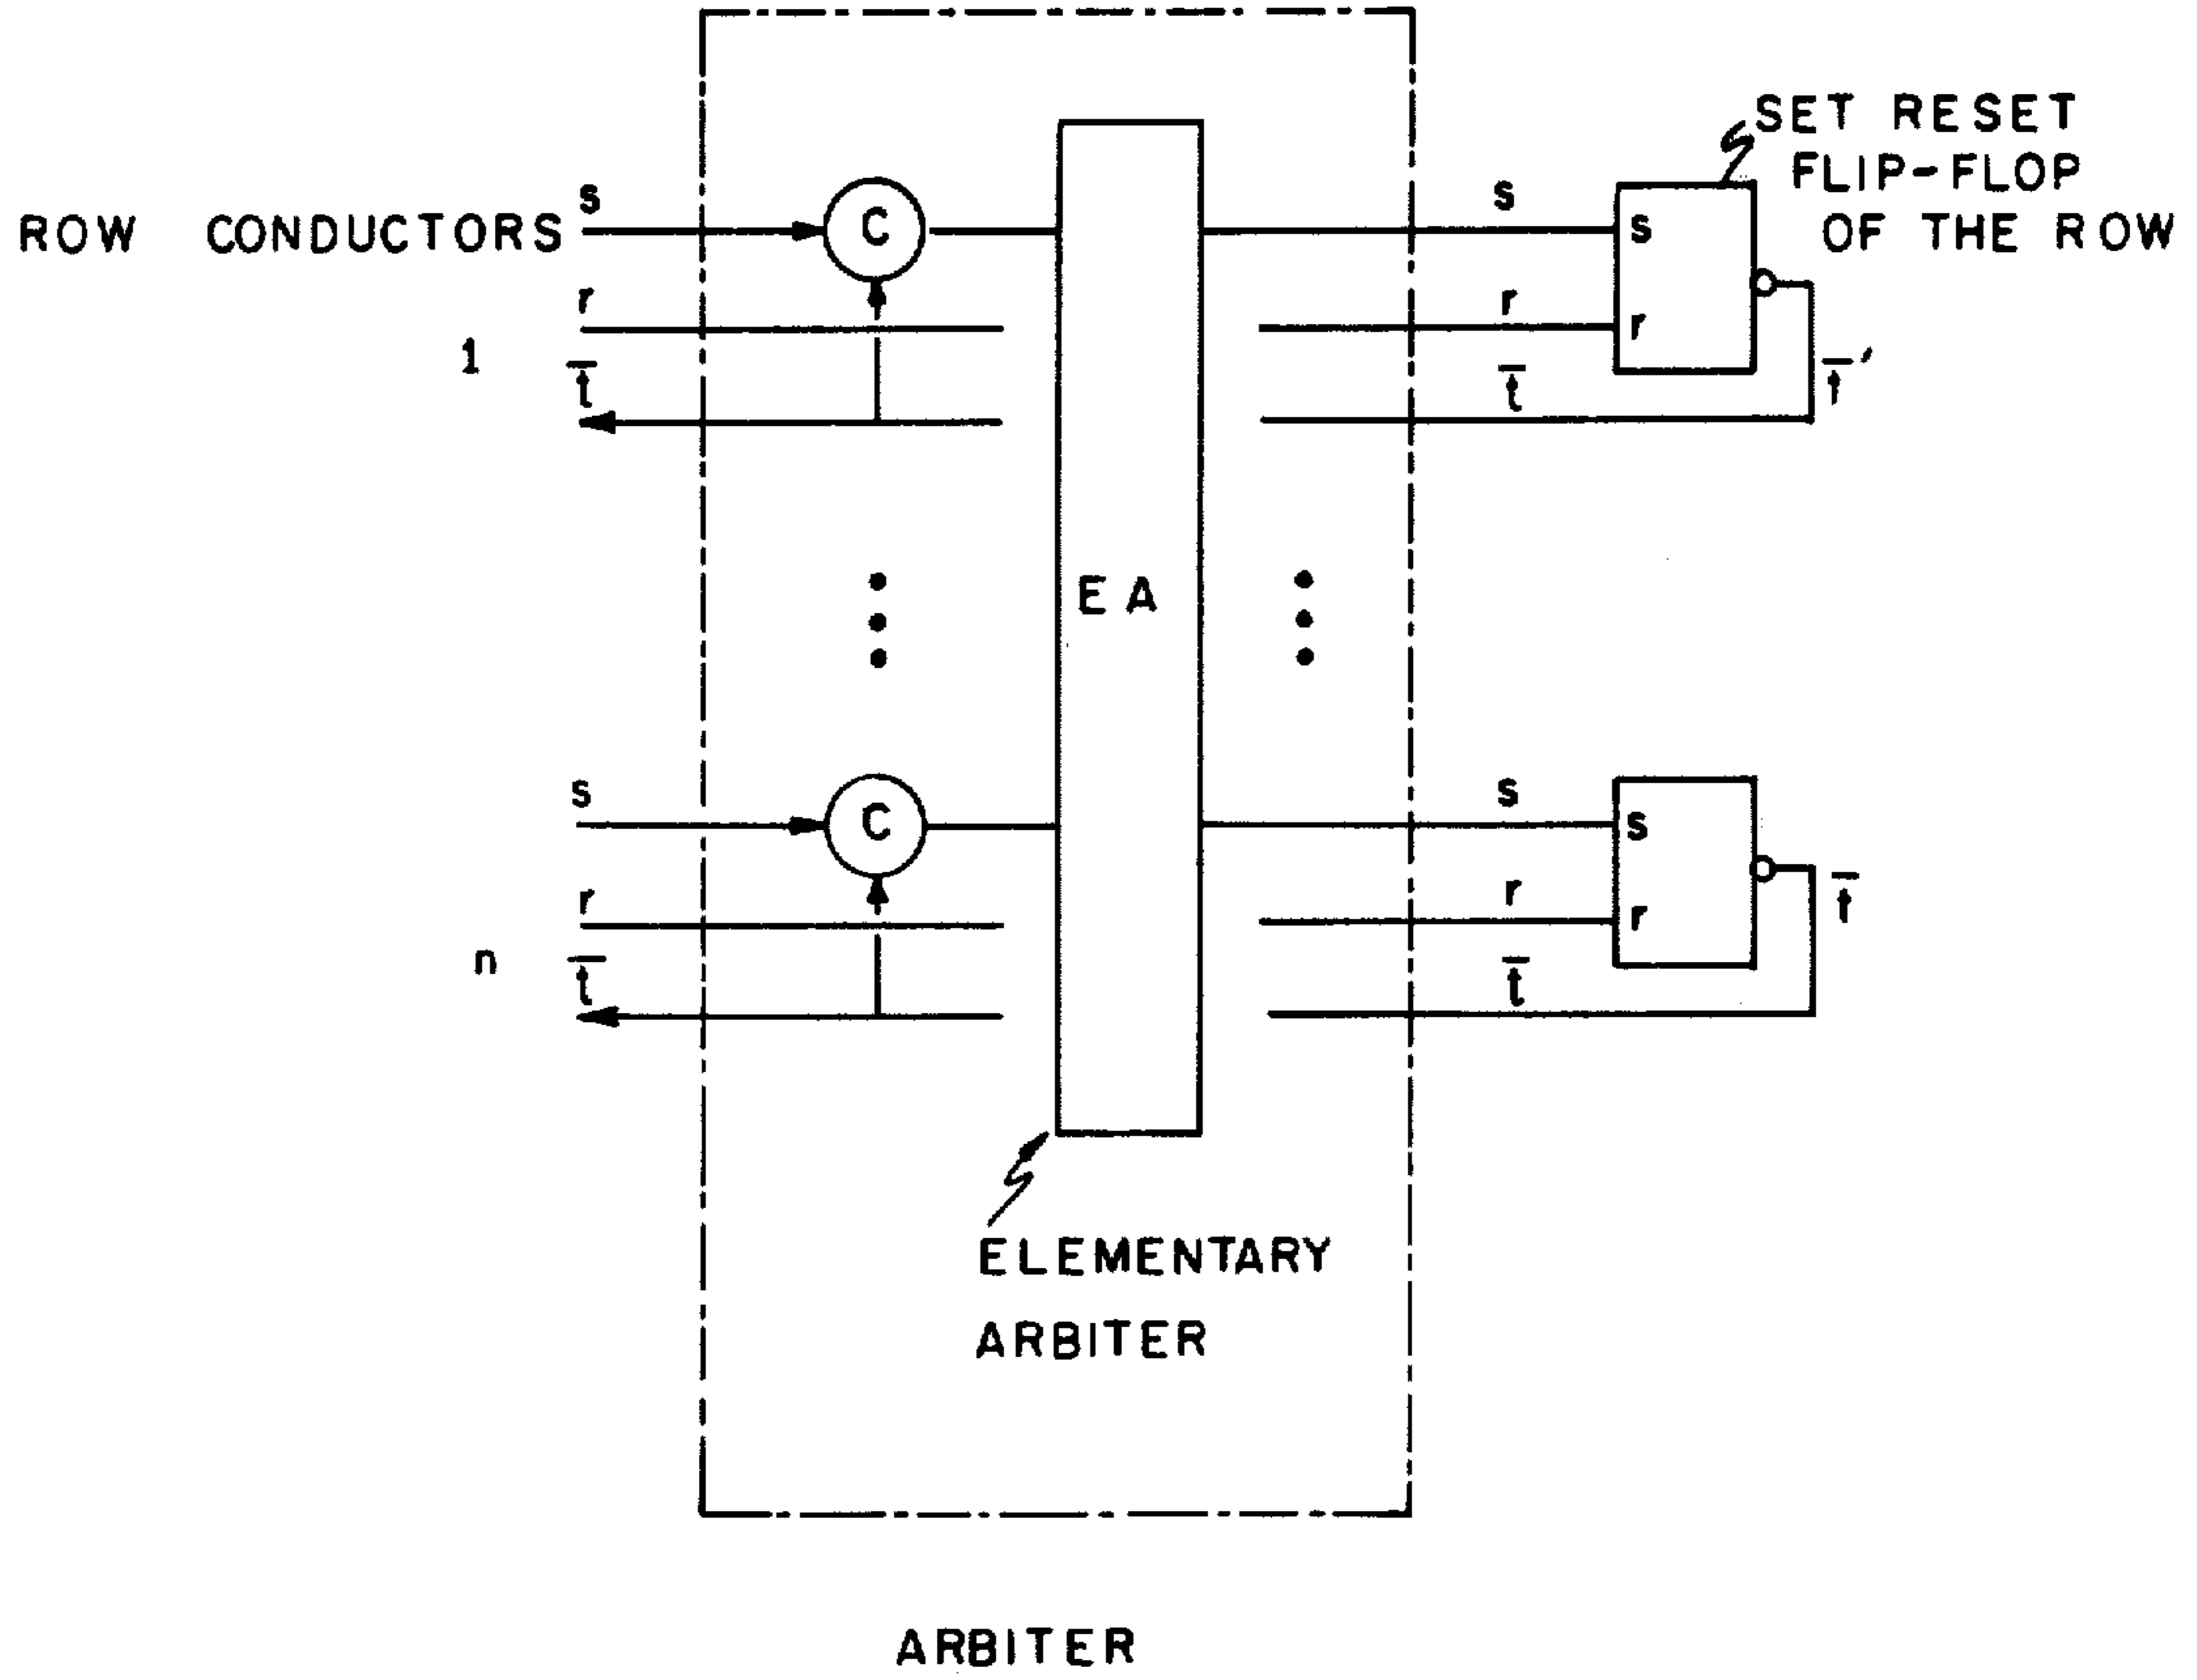 SET RESET
FLIP-FLOP
OF THE ROW
ROW CONDUCTORS
s
C
s
s
r
r
r
1
t̅
t̅
t̅′
EA
s
C
s
s
r
r
r
n
t̅
t̅
t̅
ELEMENTARY
ARBITER
ARBITER